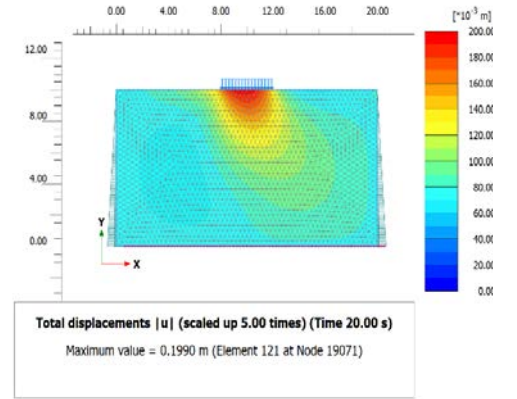 0.00 4.00 8.00 12.00 16.00 20.00
[*10⁻³ m]
12.00
8.00
4.00
0.00
Y
X
200.00
180.00
160.00
140.00
120.00
100.00
80.00
60.00
40.00
20.00
0.00
Total displacements |u| (scaled up 5.00 times) (Time 20.00 s)
Maximum value = 0.1990 m (Element 121 at Node 19071)